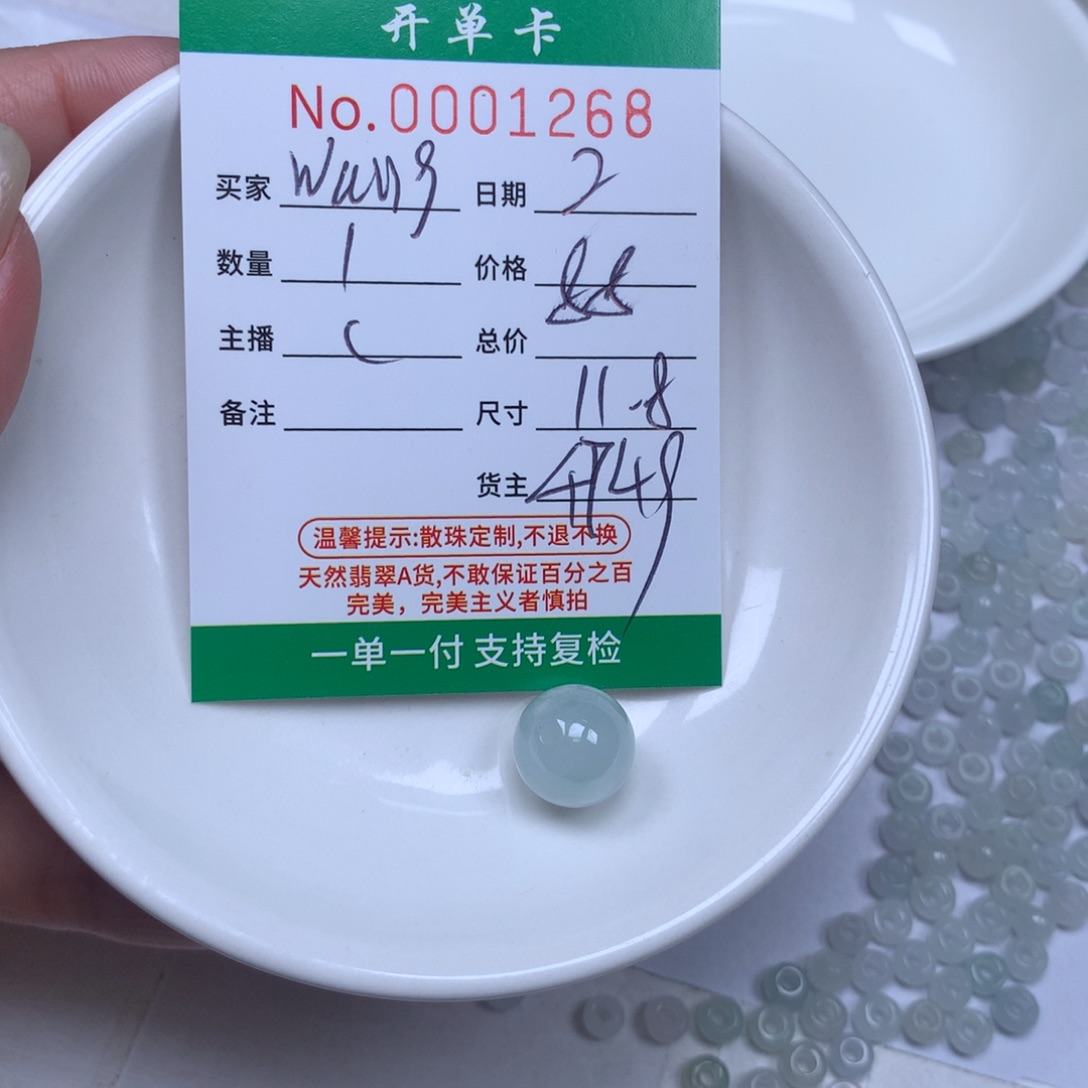 开单卡
No.0001268
买家 Wang 日期 2
数量 1 价格 88
主播 C 总价
备注 尺寸 11.8
货主
温馨提示:散珠定制,不退不换
天然翡翠A货,不敢保证百分之百
完美，完美主义者慎拍
一单一付 支持复检